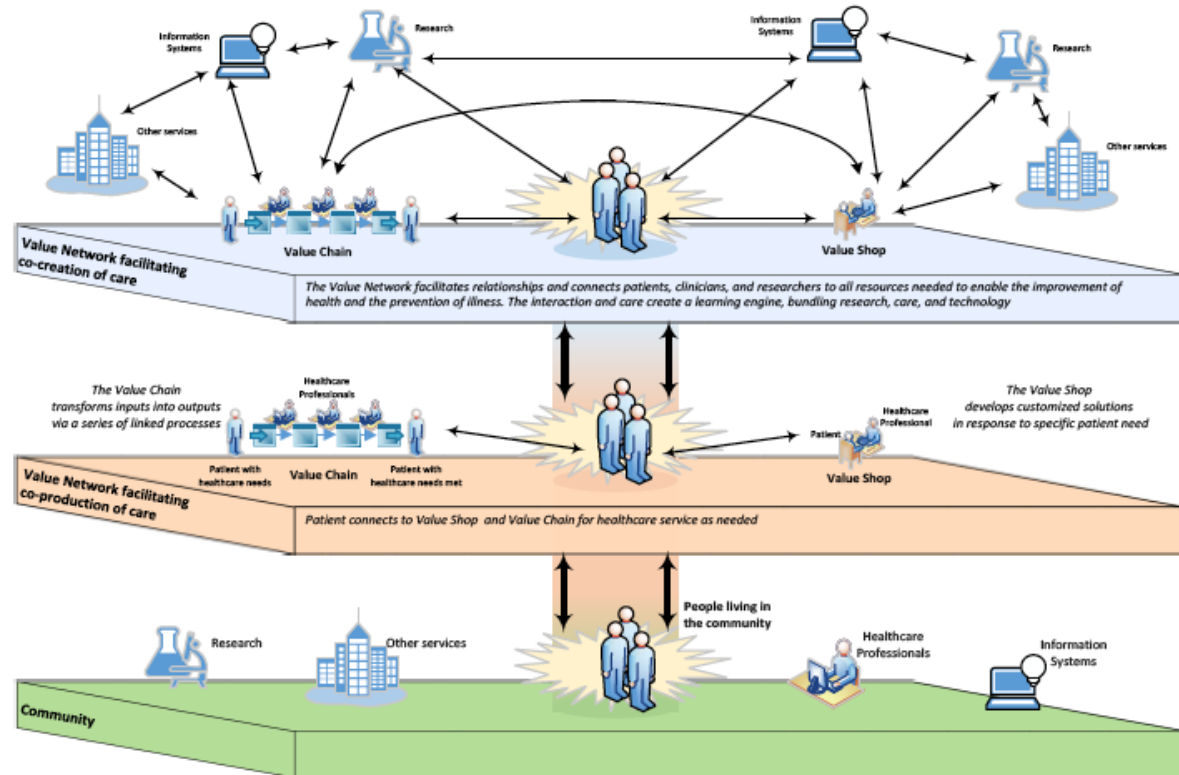 Information
Systems
Research
Information
Systems
Research
Other services
Other services
Value Chain
Value Shop
Value Network facilitating
co-creation of care
The Value Network facilitates relationships and connects patients, clinicians, and researchers to all resources needed to enable the improvement of
health and the prevention of illness. The interaction and care create a learning engine, bundling research, care, and technology
The Value Chain
transforms inputs into outputs
via a series of linked processes
Healthcare
Professionals
The Value Shop
develops customized solutions
in response to specific patient need
Healthcare
Professional
Patient
Patient with
healthcare needs
Value Chain
Patient with
healthcare needs met
Value Shop
Value Network facilitating
co-production of care
Patient connects to Value Shop and Value Chain for healthcare service as needed
People living in
the community
Research
Other services
Healthcare
Professionals
Information
Systems
Community